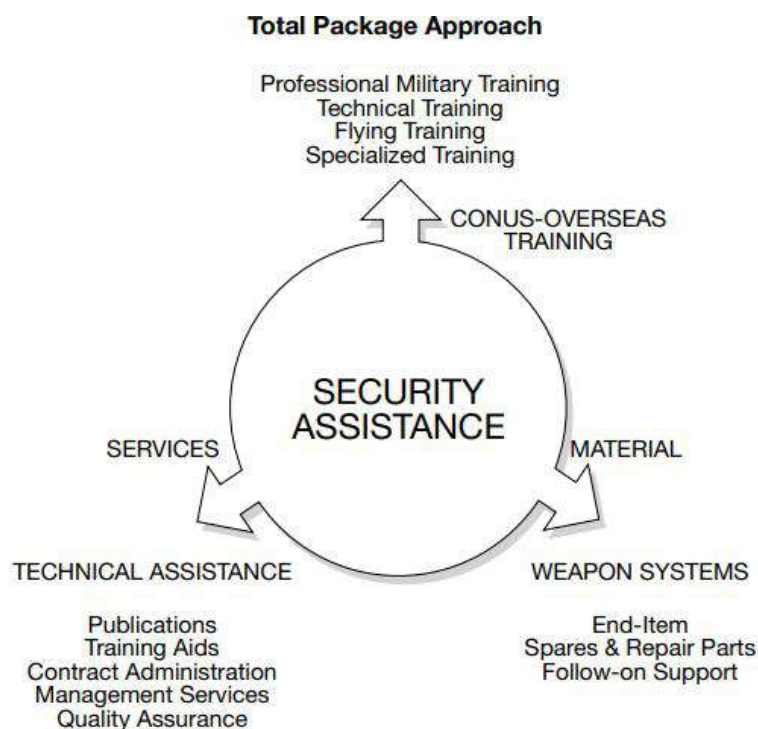 Total Package Approach
Professional Military Training
Technical Training
Flying Training
Specialized Training
CONUS-OVERSEAS
TRAINING
SECURITY
ASSISTANCE
SERVICES
MATERIAL
TECHNICAL ASSISTANCE
Publications
Training Aids
Contract Administration
Management Services
Quality Assurance
WEAPON SYSTEMS
End-Item
Spares & Repair Parts
Follow-on Support